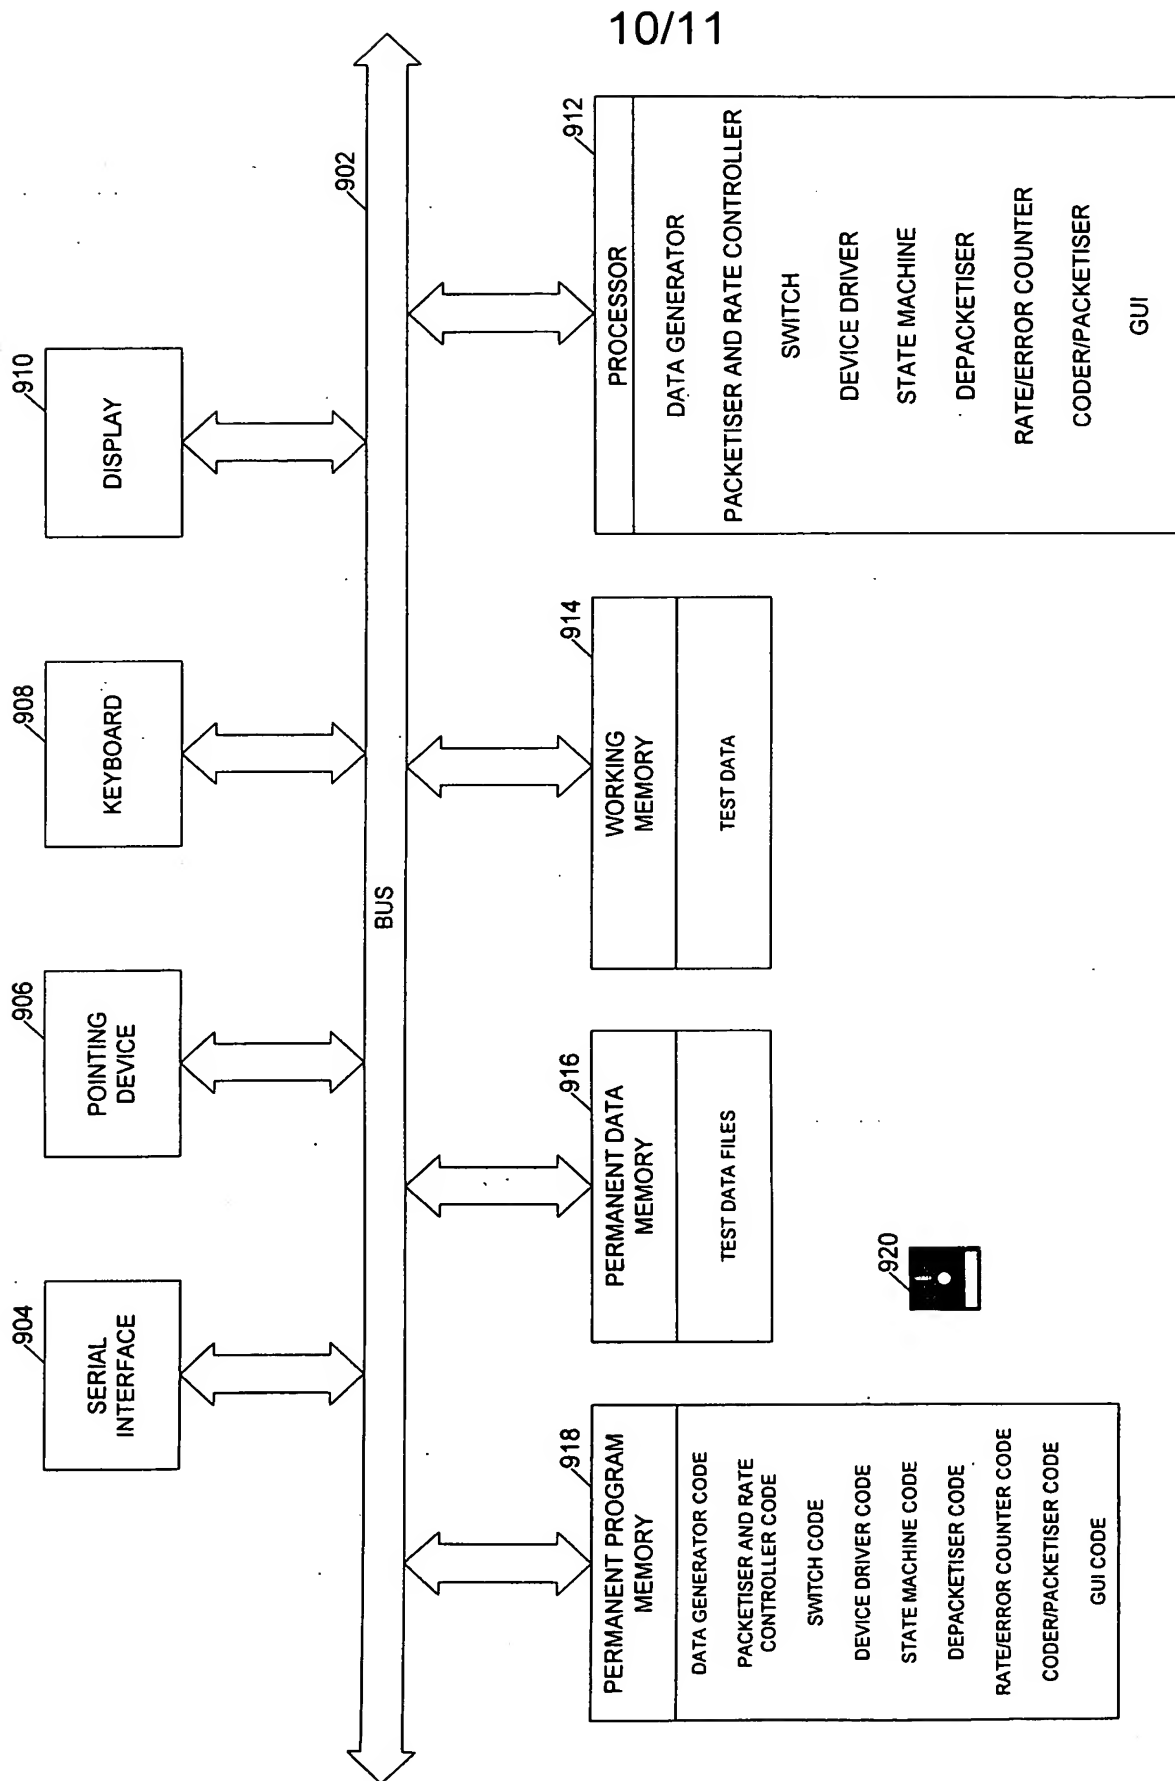 10/11
904
SERIAL
INTERFACE
906
POINTING
DEVICE
908
KEYBOARD
910
DISPLAY
BUS
902
918
PERMANENT PROGRAM
MEMORY
DATA GENERATOR CODE
PACKETISER AND RATE
CONTROLLER CODE
SWITCH CODE
DEVICE DRIVER CODE
STATE MACHINE CODE
DEPACKETISER CODE
RATE/ERROR COUNTER CODE
CODER/PACKETISER CODE
GUI CODE
916
PERMANENT DATA
MEMORY
TEST DATA FILES
920
914
WORKING
MEMORY
TEST DATA
912
PROCESSOR
DATA GENERATOR
PACKETISER AND RATE CONTROLLER
SWITCH
DEVICE DRIVER
STATE MACHINE
DEPACKETISER
RATE/ERROR COUNTER
CODER/PACKETISER
GUI